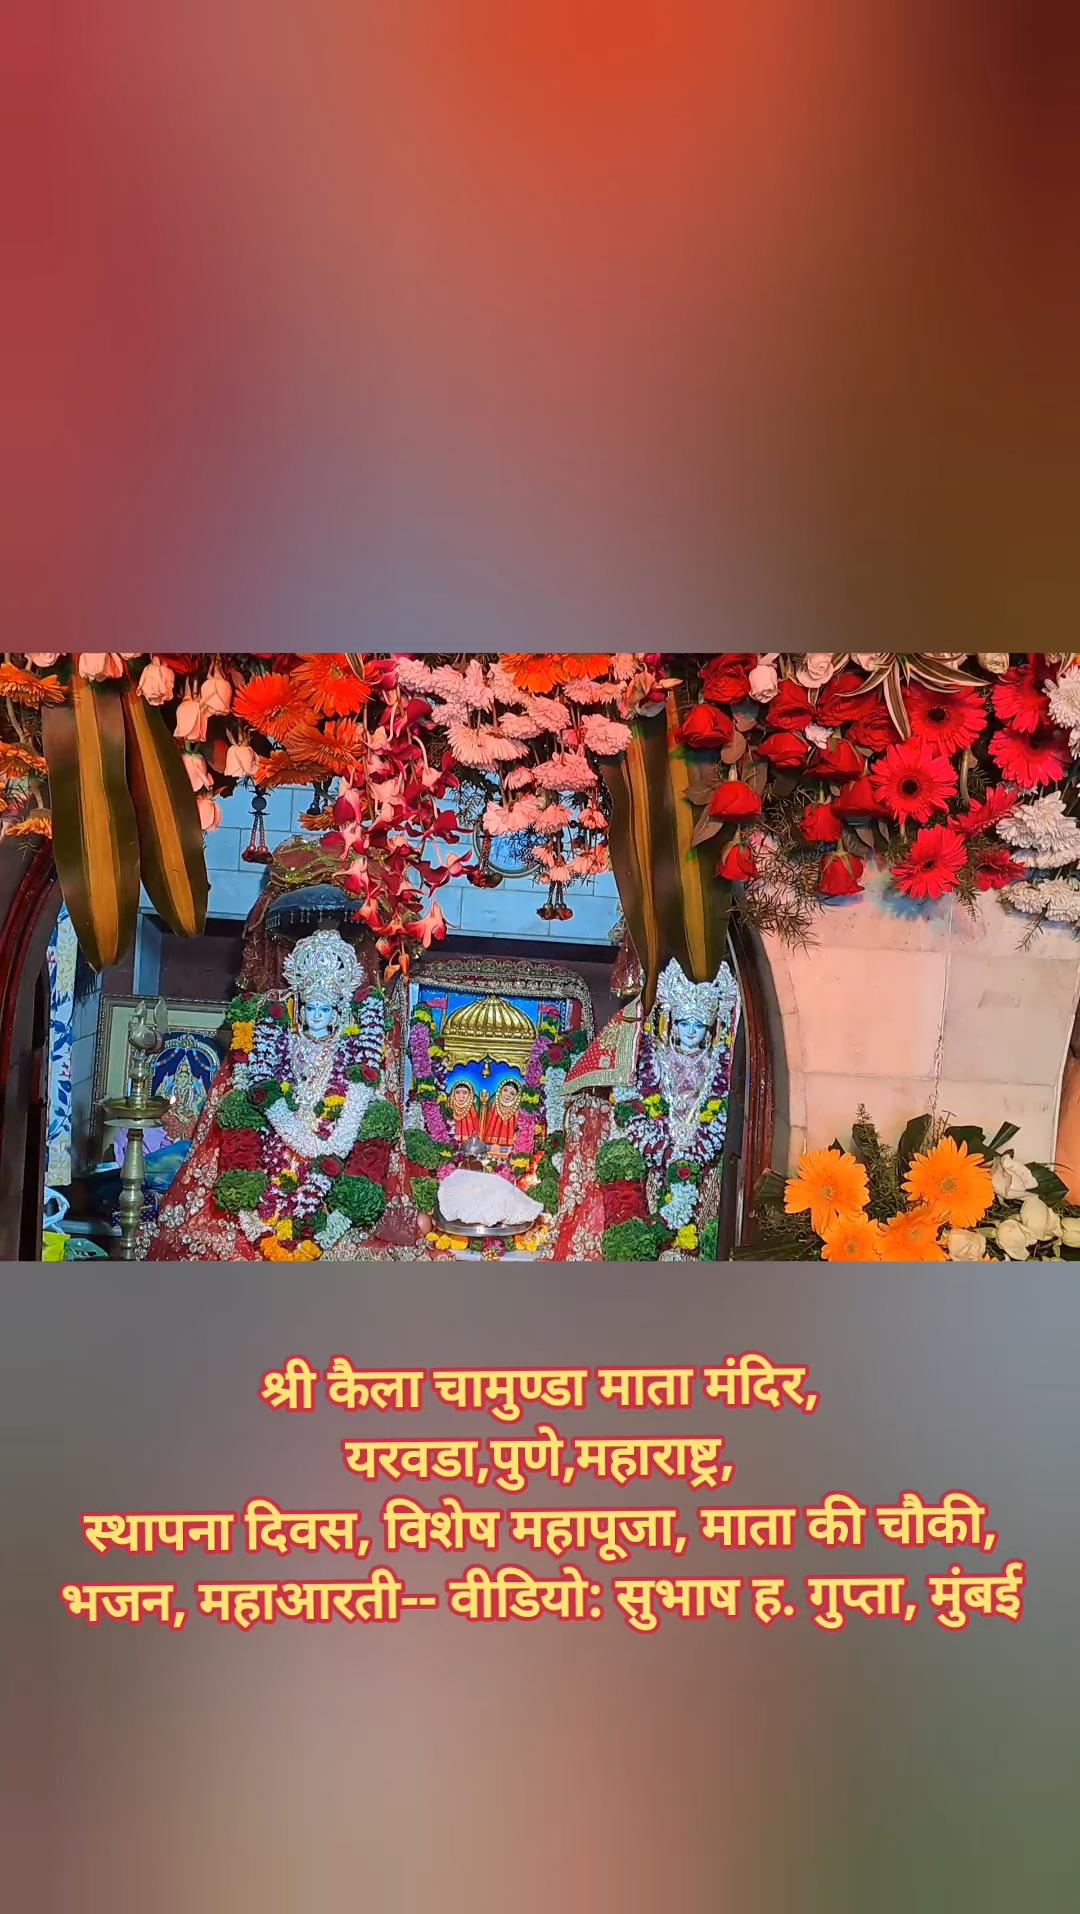 श्री कैला चामुण्डा माता मंदिर,
यरवडा,पुणे,महाराष्ट्र,
स्थापना दिवस, विशेष महापूजा, माता की चौकी,
भजन, महाआरती-- वीडियो: सुभाष ह. गुप्ता, मुंबई